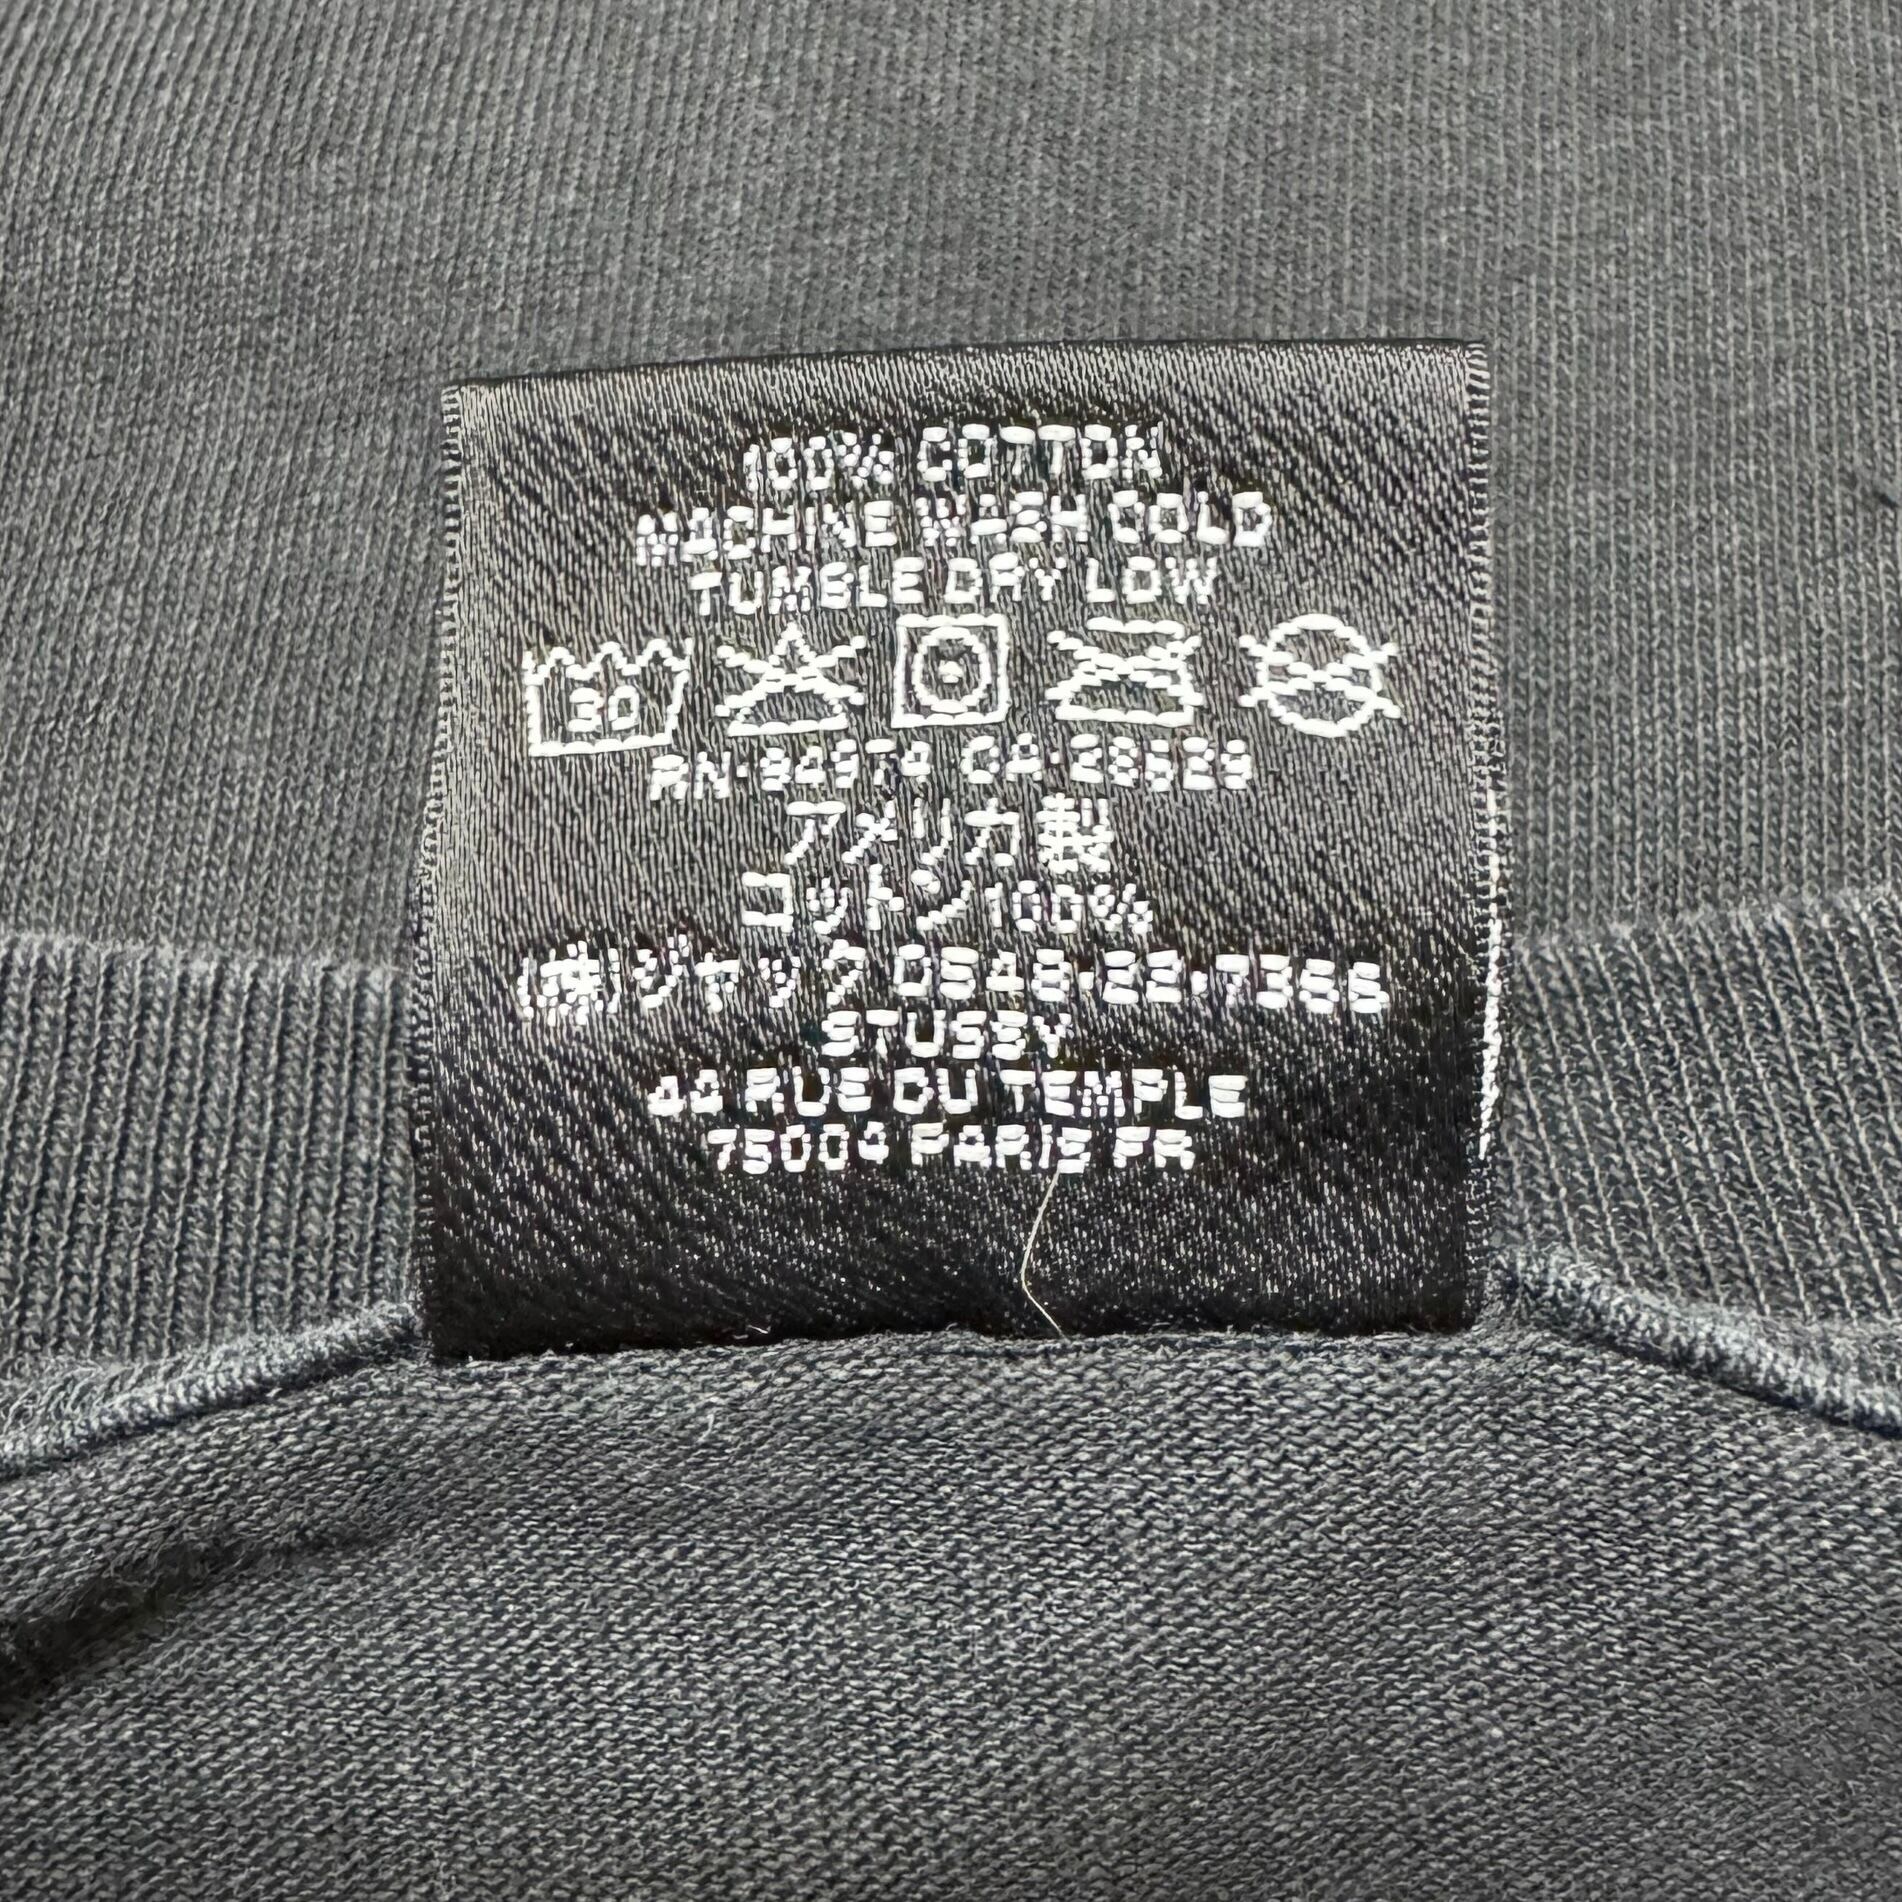 100% COTTON
MACHINE WASH COLD
TUMBLE DRY LOW
30
RN·84974 CA·28529
アメリカ製
コットン100%
(株)ジャック 0548·22·7366
STUSSY
44 RUE DU TEMPLE
75004 PARIS FR